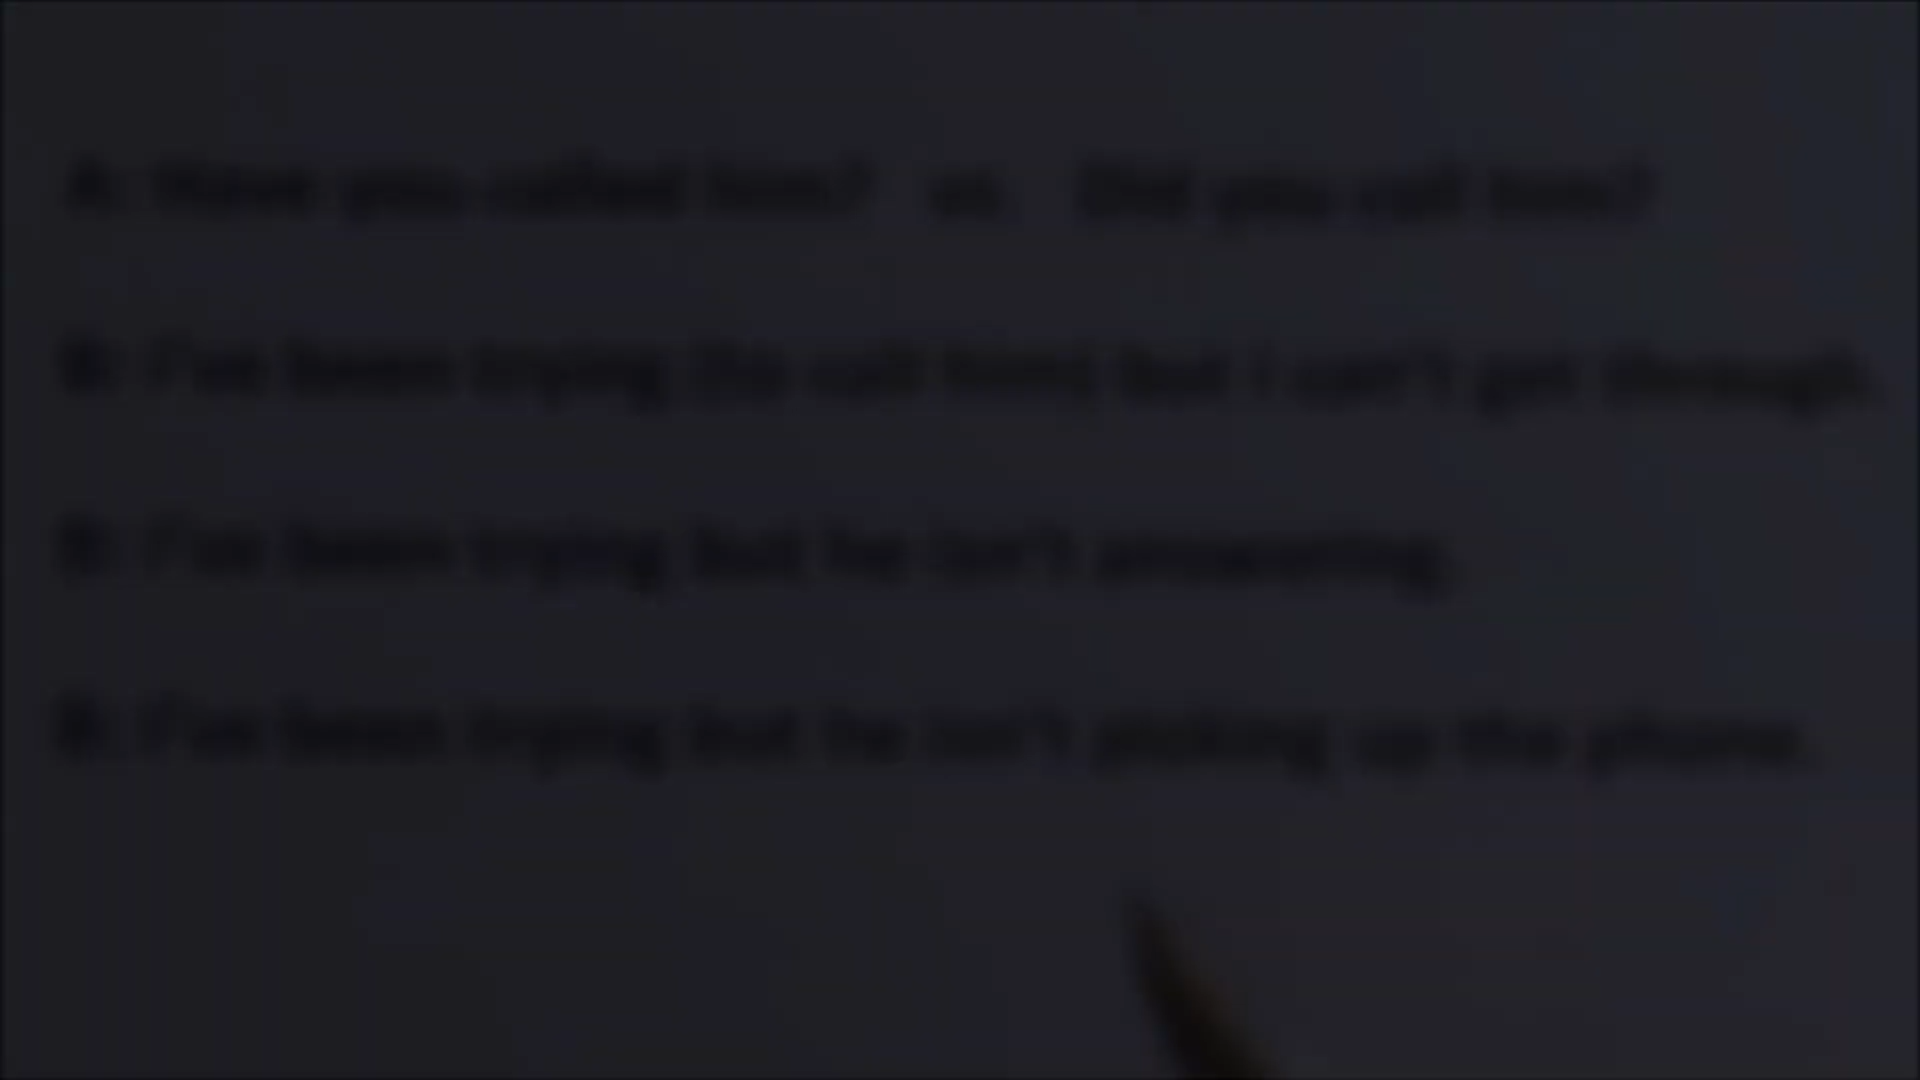 A: Have you called him? vs. Did you call him?
B: I've been trying (to call him) but I can't get through.
B: I've been trying but he isn't answering.
B: I've been trying but he isn't picking up the phone.